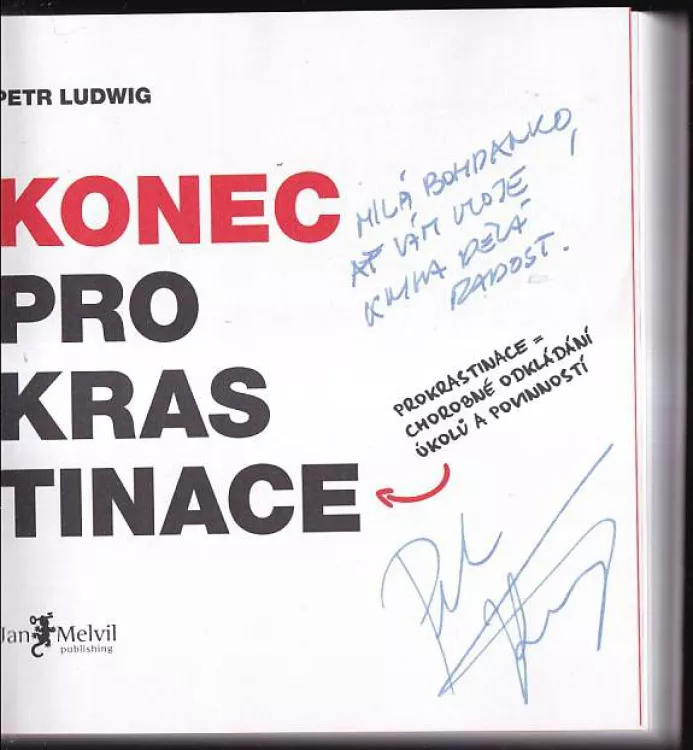 PETR LUDWIG
KONEC
PRO
KRAS
TINACE
MILÁ BOHDANKO,
AŤ VÁM
KNIHA DĚLÁ
RADOST.
PROKRASTINACE =
CHOROBNÉ ODKLÁDÁNÍ
ÚKOLŮ A POVINNOSTÍ
Jan Melvil
publishing